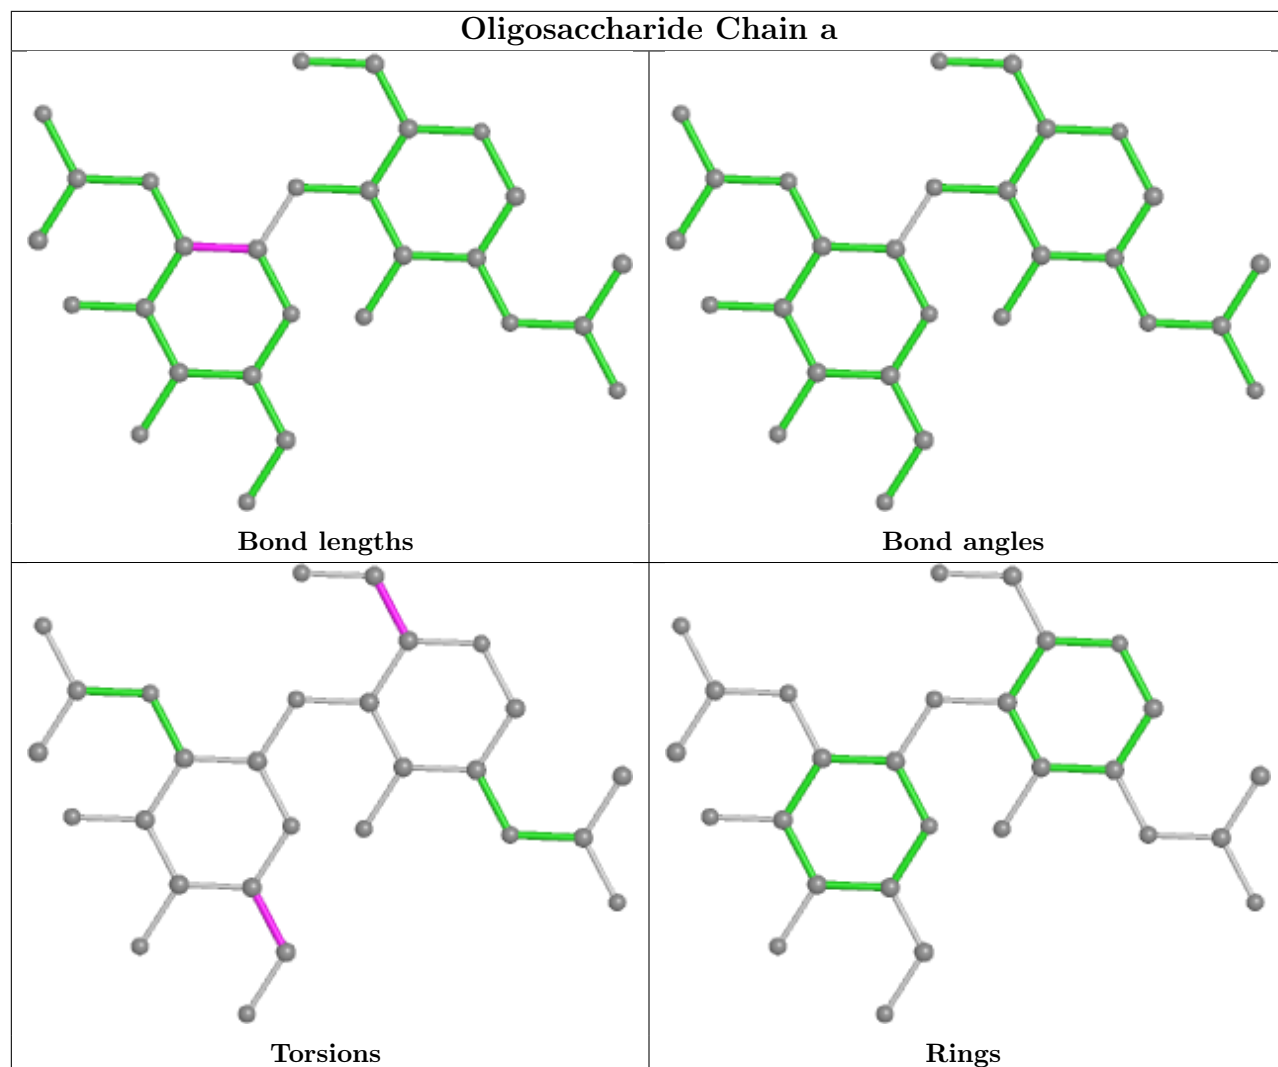 Oligosaccharide Chain a
Bond lengths
Bond angles
Torsions
Rings